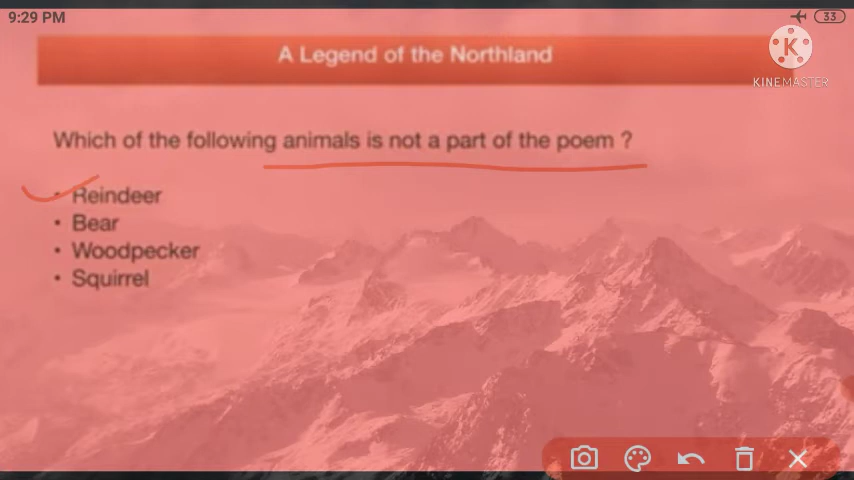 9:29 PM
33
A Legend of the Northland
K
KINEMASTER
Which of the following animals is not a part of the poem ?
• Reindeer
• Bear
• Woodpecker
• Squirrel